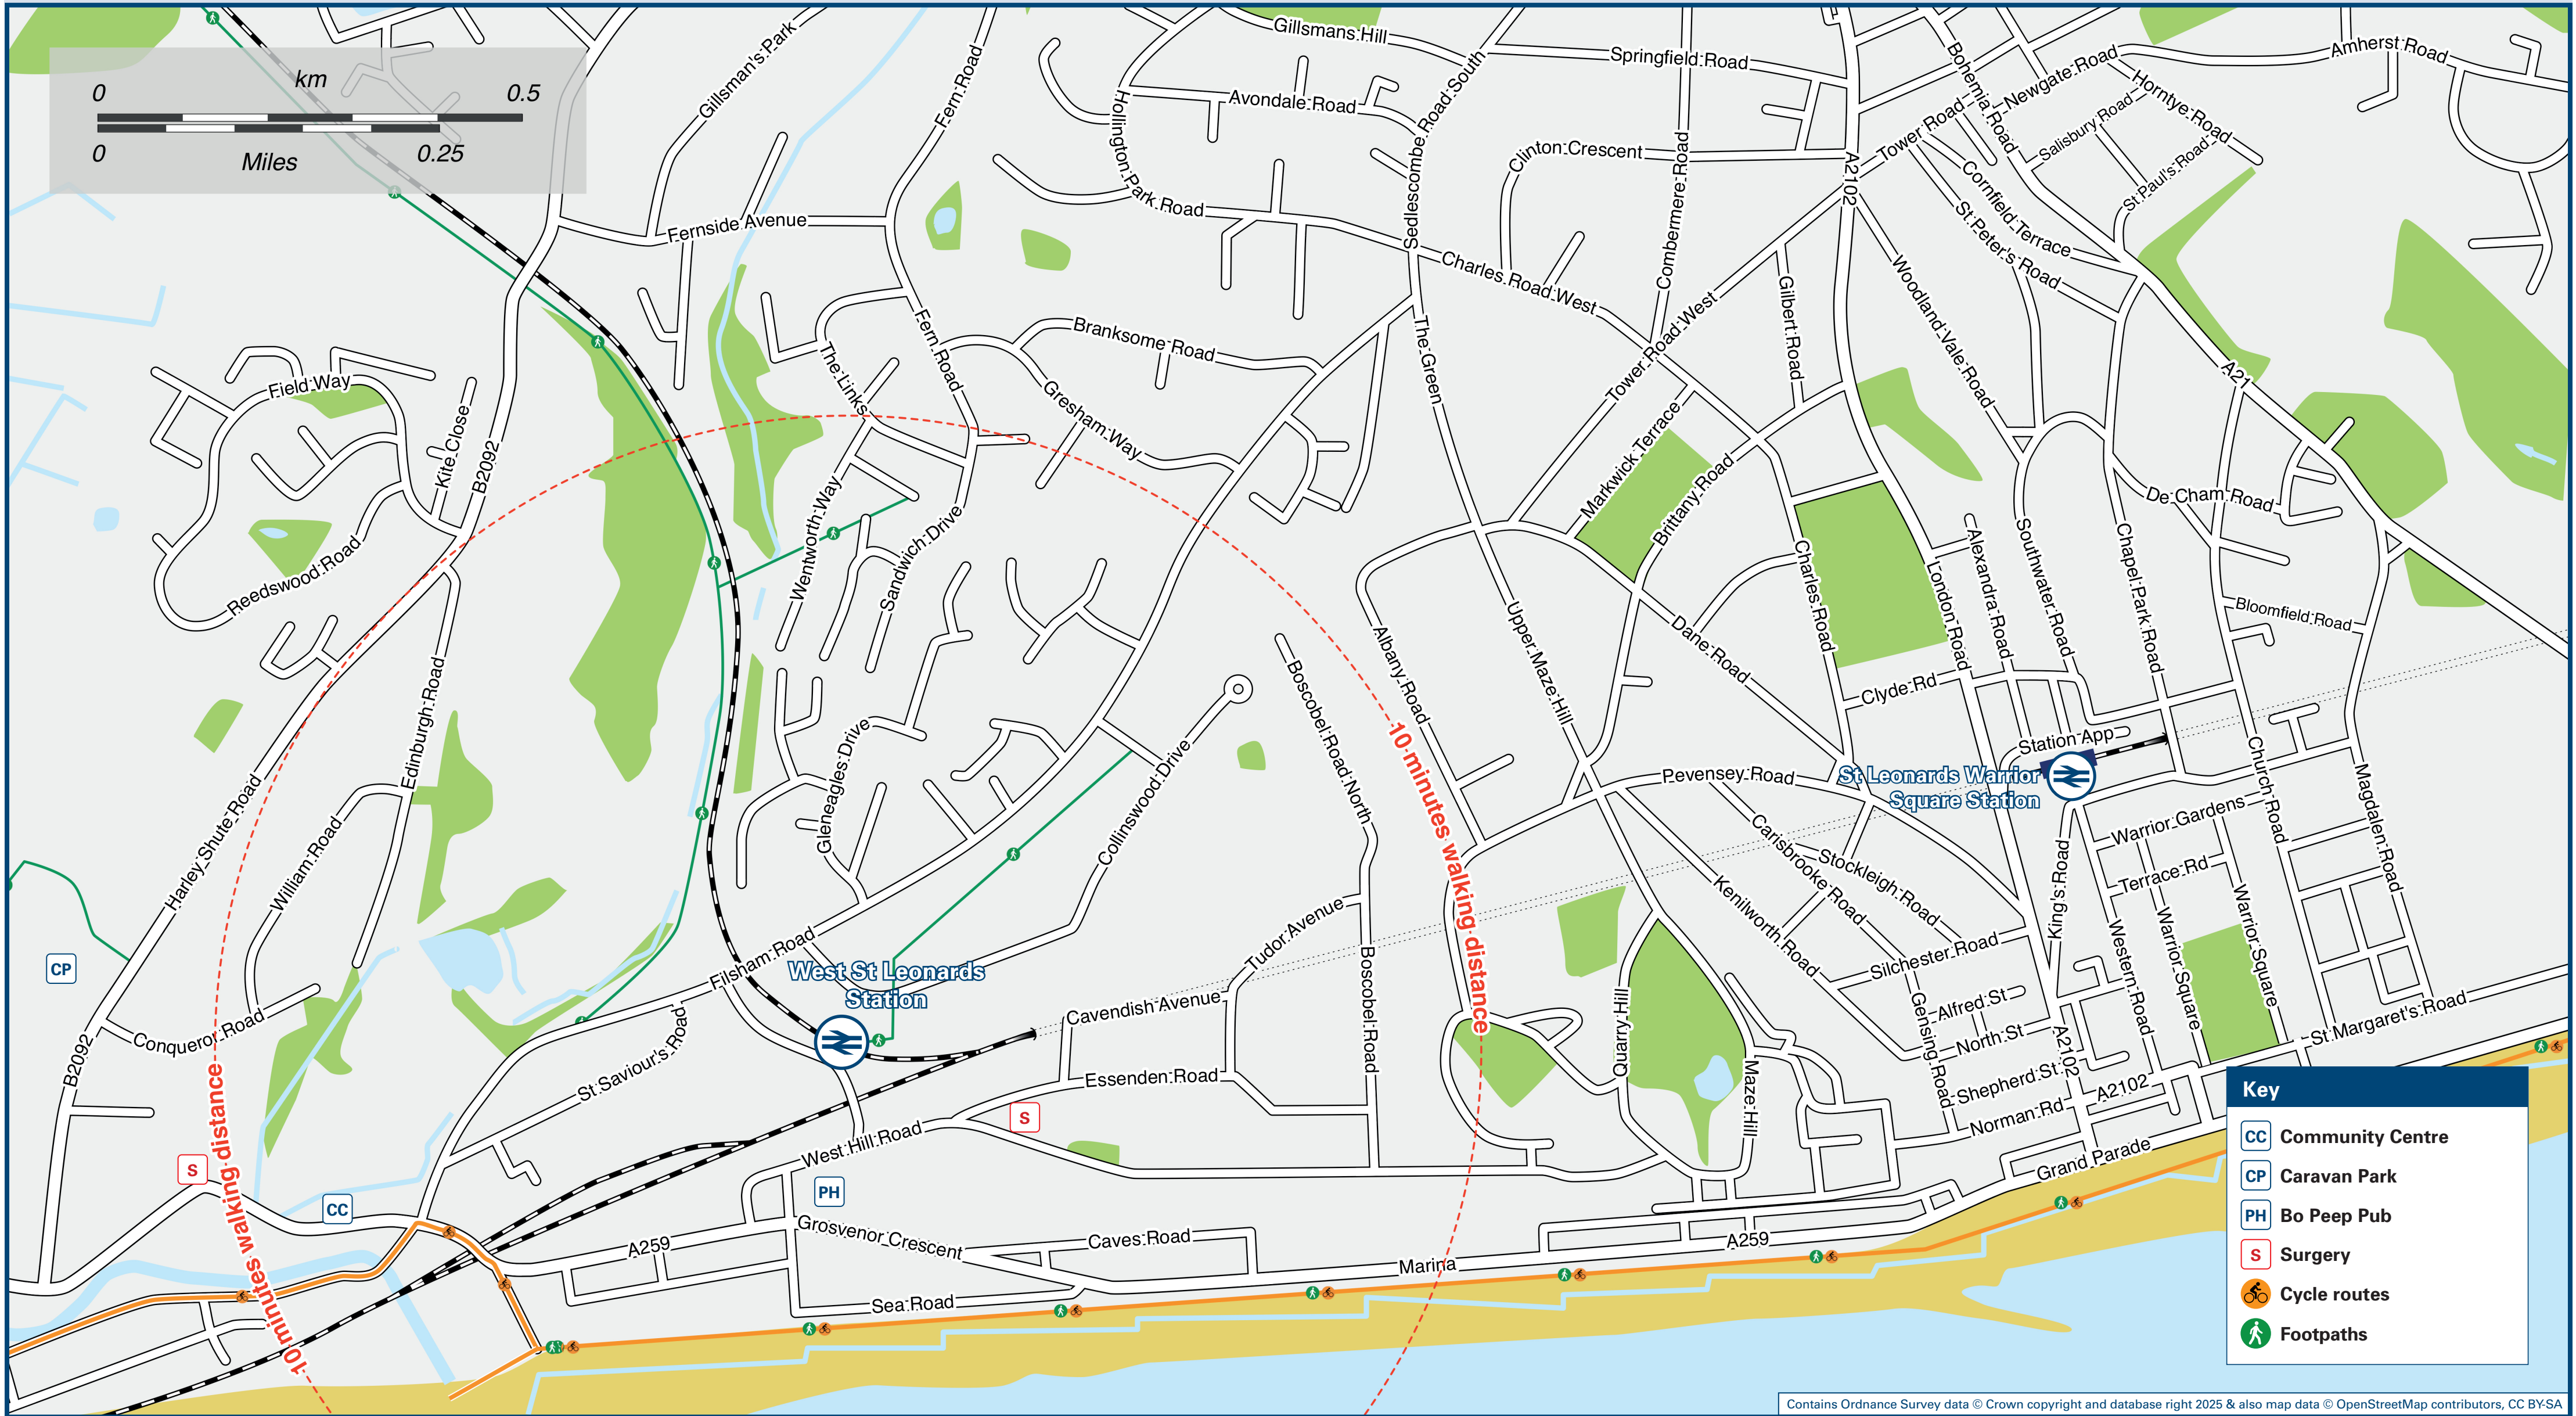 km
0 0.5
0 0.25
Miles
Gillsman's Park
Fern Road
Gillsmans Hill
Springfield Road
Bohemia Road
Newgate Road
Amherst Road
Horntye Road
Salisbury Road
St Paul's Road
Tower Road
Avondale Road
Hollington Park Road
Sedlescombe Road South
Clinton Crescent
Combermere Road
A2102
Cornfield Terrace
St Peter's Road
Fernside Avenue
Charles Road West
Woodland Vale Road
Gilbert Road
Tower Road West
Fern Road
Branksome Road
The Green
The Links
Gresham Way
A21
Field Way
Kite Close
B2092
Markwick Terrace
Brittany Road
De Cham Road
Wentworth Way
Sandwich Drive
Reedswood Road
Charles Road
London Road
Alexandra Road
Southwater Road
Chapel Park Road
Bloomfield Road
Upper Maze Hill
Dane Road
Albany Road
Boscobel Road North
Edinburgh Road
Clyde Rd
Station App
St Leonards Warrior
Square Station
Gleneagles Drive
Collinswood Drive
10 minutes walking distance
Pevensey Road
Church Road
Magdalen Road
Harley Shute Road
William Road
Carisbrooke Road
Stockleigh Road
Kenilworth Road
Warrior Gardens
Terrace Rd
King's Road
Western Road
Warrior Square
Warrior Square
Filsham Road
Tudor Avenue
Silchester Road
CP
West St Leonards
Station
Cavendish Avenue
Boscobel Road
Quarry Hill
Gensing Road
Alfred St
North St
A2102
St Margaret's Road
Conqueror Road
B2092
St Saviour's Road
Essenden Road
Maze Hill
Shepherd St
A2102
Norman Rd
S
West Hill Road
S
CC
PH
10 minutes walking distance
Grand Parade
Grosvenor Crescent
A259
Caves Road
A259
Marina
Sea Road
Key
CC Community Centre
CP Caravan Park
PH Bo Peep Pub
S Surgery
Cycle routes
Footpaths
Contains Ordnance Survey data © Crown copyright and database right 2025 & also map data © OpenStreetMap contributors, CC BY-SA